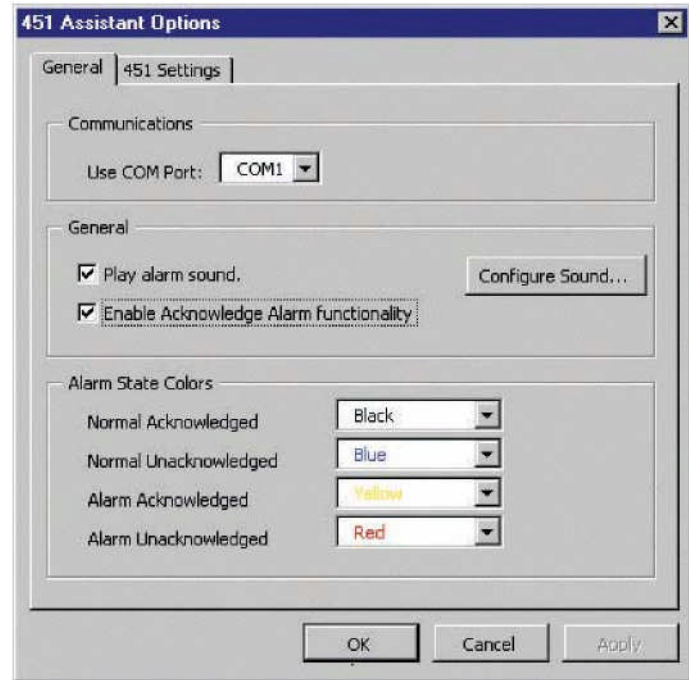 451 Assistant Options
General 451 Settings
Communications
Use COM Port: COM1
General
Play alarm sound.
Configure Sound...
Enable Acknowledge Alarm functionality
Alarm State Colors
Normal Acknowledged Black
Normal Unacknowledged Blue
Alarm Acknowledged Yellow
Alarm Unacknowledged Red
OK Cancel Apply